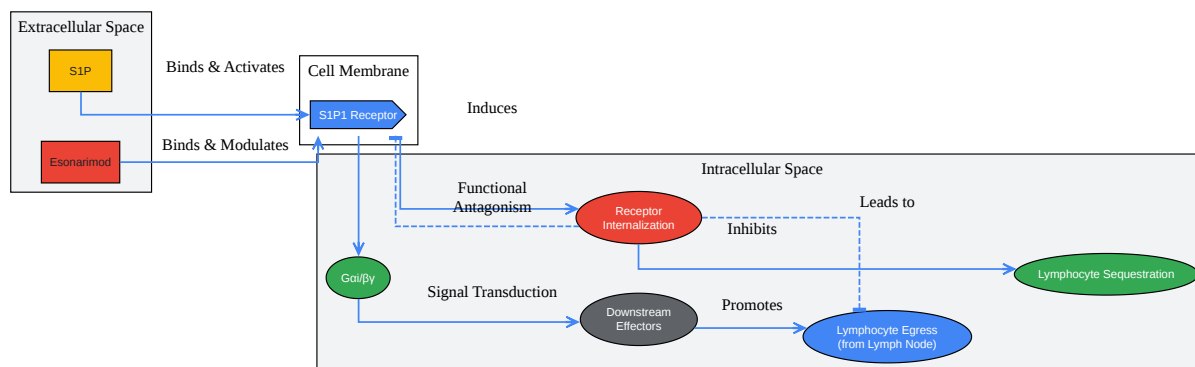 Extracellular Space
S1P
Esonarimod
Binds & Activates
Binds & Modulates
Cell Membrane
S1P1 Receptor
Induces
Intracellular Space
Functional
Antagonism
Receptor
Internalization
Leads to
Inhibits
Lymphocyte Sequestration
Gαi/βγ
Signal Transduction
Downstream
Effectors
Promotes
Lymphocyte Egress
(from Lymph Node)